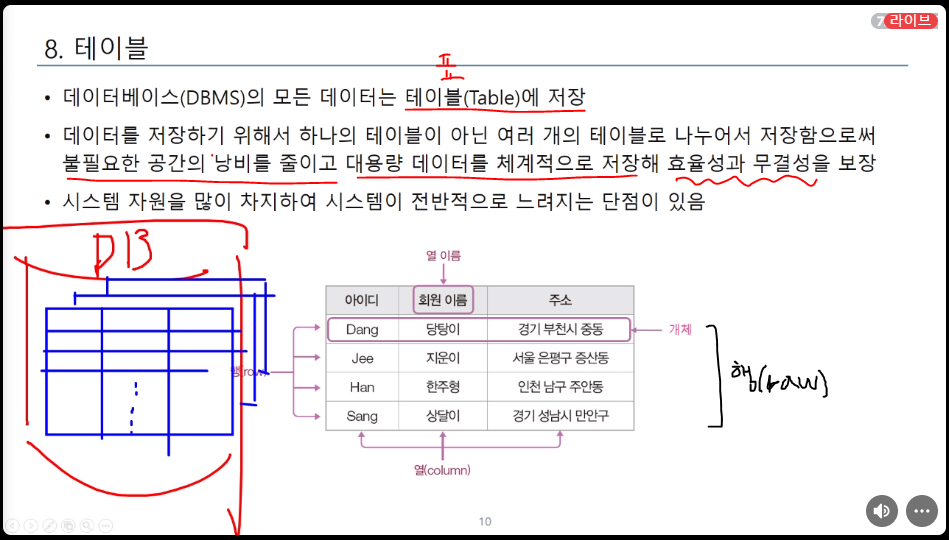 라이브
8. 테이블
표
• 데이터베이스(DBMS)의 모든 데이터는 테이블(Table)에 저장
• 데이터를 저장하기 위해서 하나의 테이블이 아닌 여러 개의 테이블로 나누어서 저장함으로써
불필요한 공간의 낭비를 줄이고 대용량 데이터를 체계적으로 저장해 효율성과 무결성을 보장
• 시스템 자원을 많이 차지하여 시스템이 전반적으로 느려지는 단점이 있음
DB
열 이름
아이디 회원 이름 주소
Dang 당탕이 경기 부천시 중동
개체
Jee 지운이 서울 은평구 증산동
행(row)
행(raw)
Han 한주형 인천 남구 주안동
Sang 상달이 경기 성남시 만안구
열(column)
10